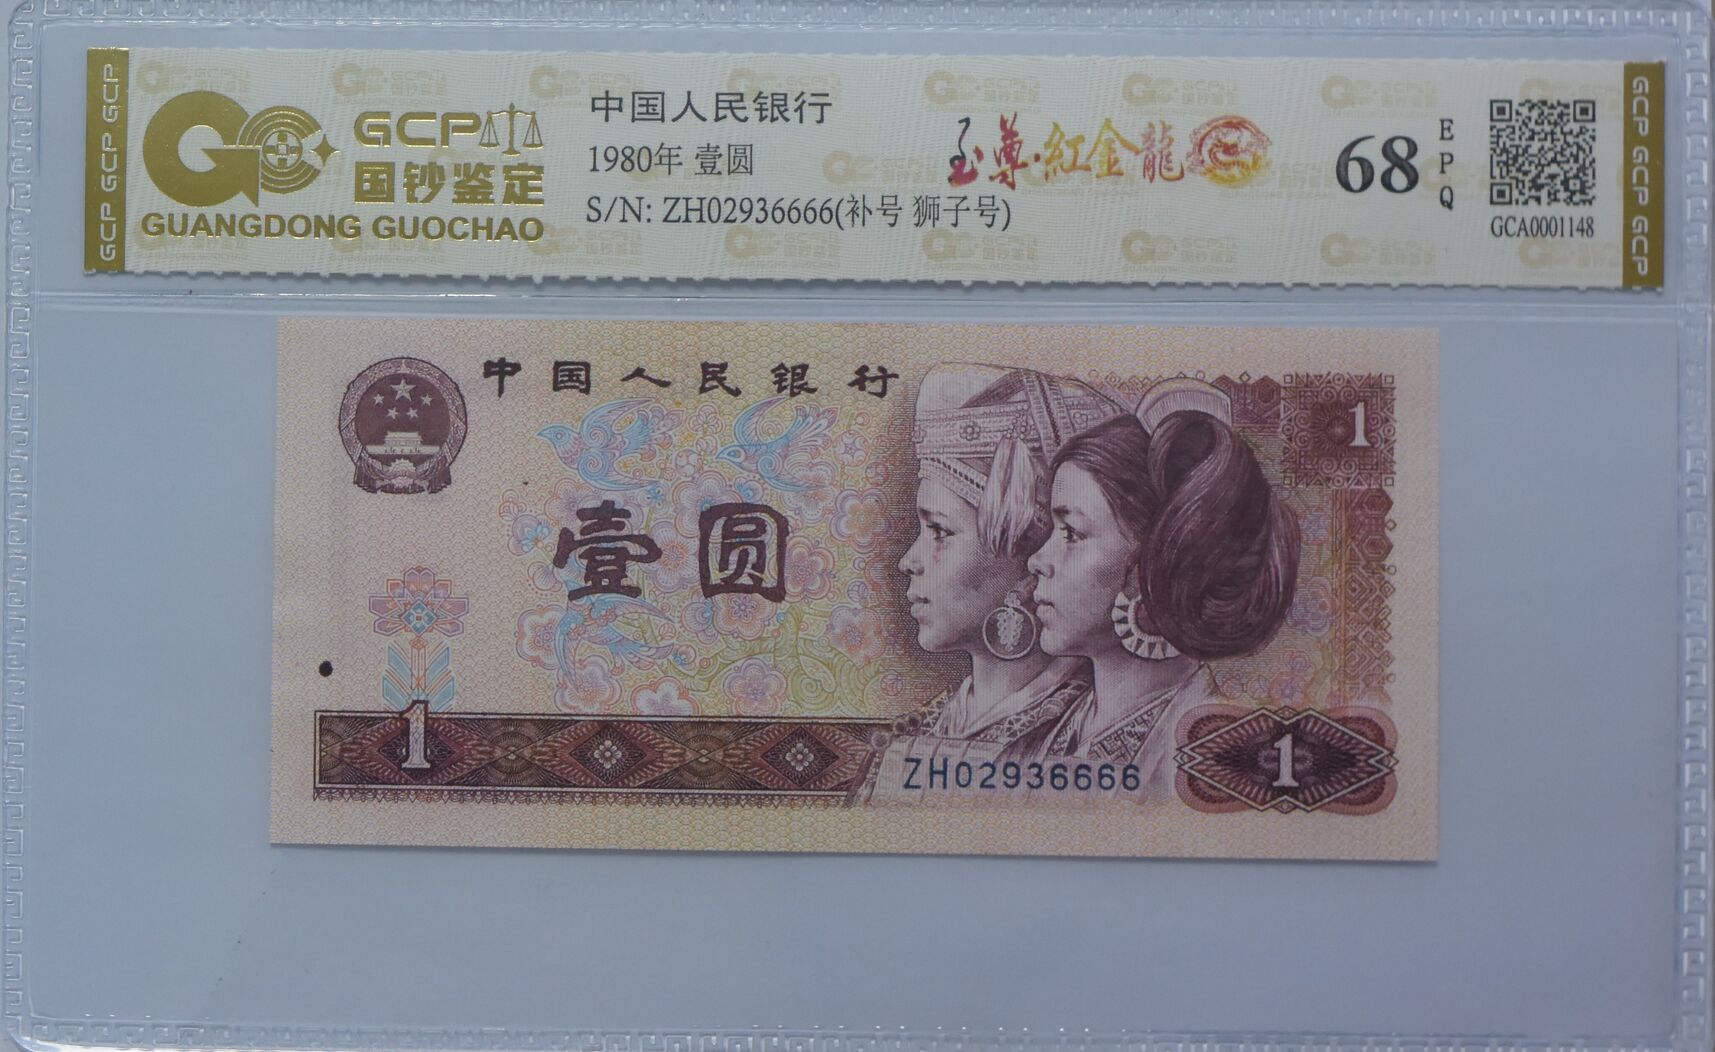 GCP GCP GCP
GCP
国钞鉴定
GUANGDONG GUOCHAO
中国人民银行
1980年 壹圆
S/N: ZH02936666(补号 狮子号)
至尊·紅金龍
68
EPQ
GCA0001148
GCP GCP GCP
中国人民银行
1
壹圆
1
ZH02936666
1